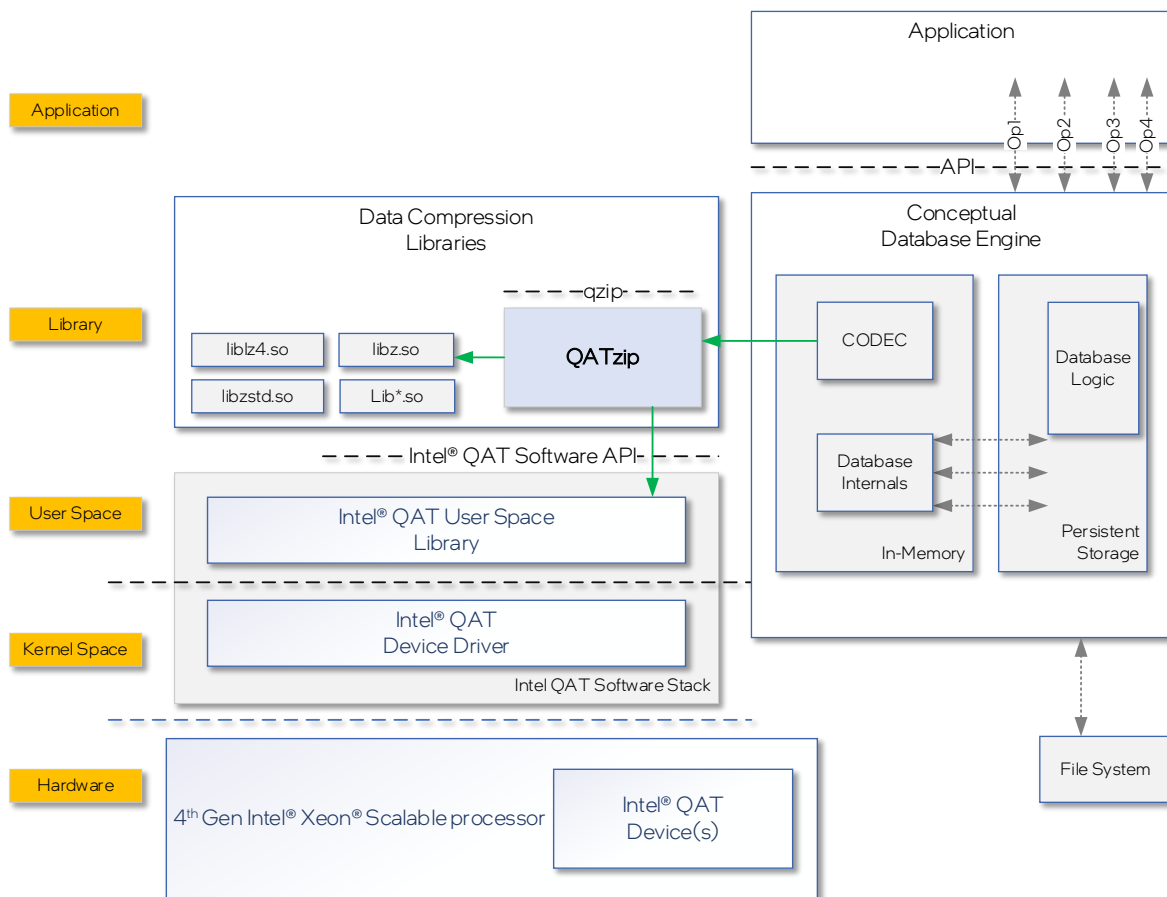 Application
Application
Op1
Op2
Op3
Op4
API
Data Compression
Libraries
Conceptual
Database Engine
qzip
Library
liblz4.so
libz.so
QATzip
CODEC
Database
Logic
libzstd.so
Lib*.so
Intel® QAT Software API
Database
Internals
User Space
Intel® QAT User Space
Library
In-Memory
Persistent
Storage
Kernel Space
Intel® QAT
Device Driver
Intel QAT Software Stack
Hardware
4th Gen Intel® Xeon® Scalable processor
Intel® QAT
Device(s)
File System